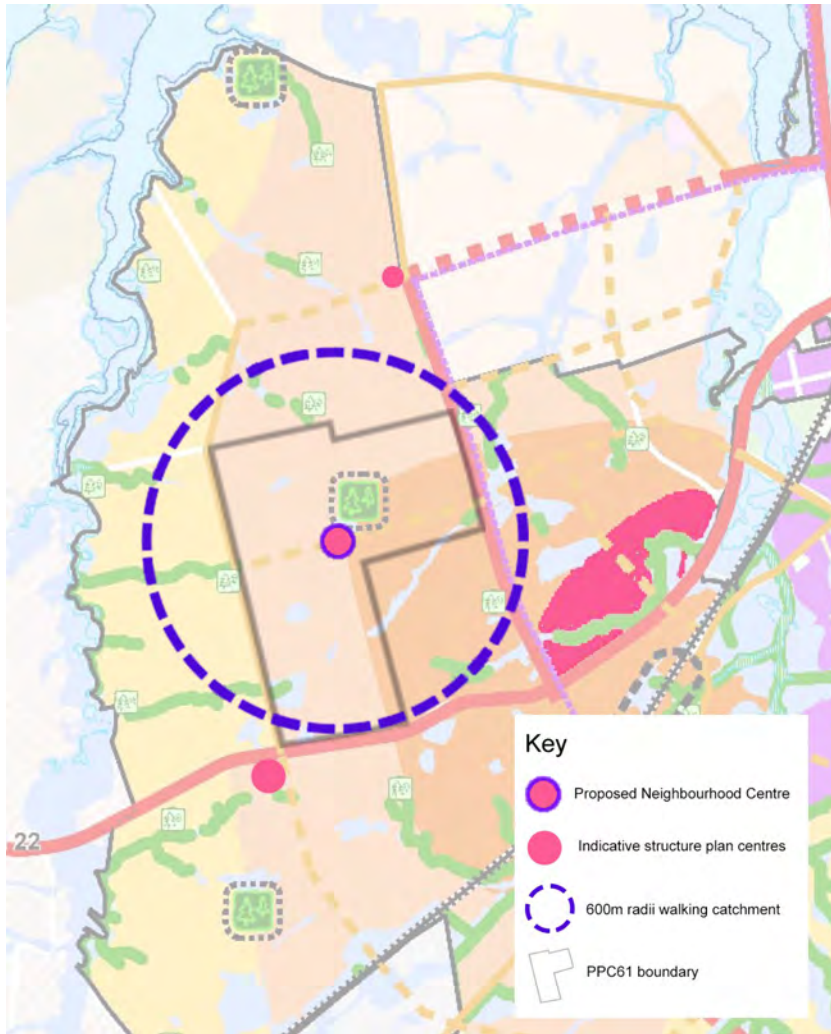 22
Key
Proposed Neighbourhood Centre
Indicative structure plan centres
600m radii walking catchment
PPC61 boundary